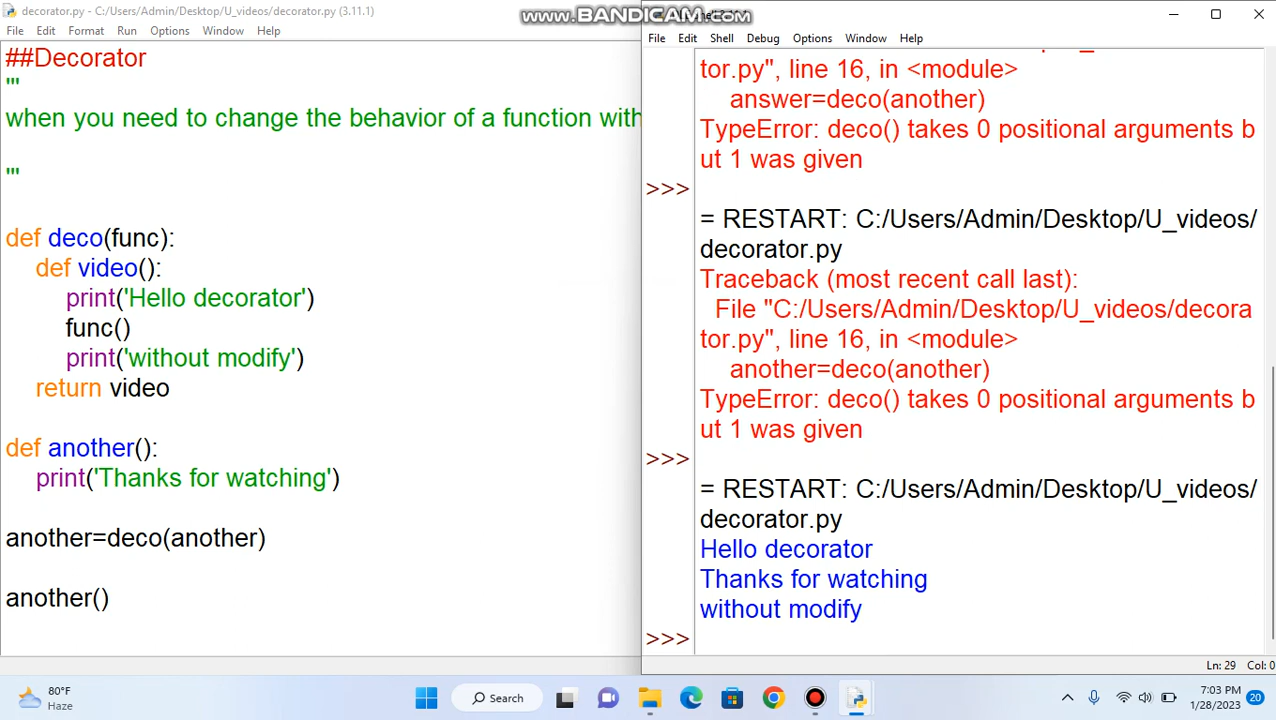 decorator.py - C:/Users/Admin/Desktop/U_videos/decorator.py (3.11.1)
File Edit Format Run Options Window Help
##Decorator
'''
when you need to change the behavior of a function with
'''
def deco(func):
def video():
print('Hello decorator')
func()
print('without modify')
return video
def another():
print('Thanks for watching')
another=deco(another)
another()
www.BANDICAM.com
File Edit Shell Debug Options Window Help
tor.py", line 16, in <module>
answer=deco(another)
TypeError: deco() takes 0 positional arguments b
ut 1 was given
>>>
= RESTART: C:/Users/Admin/Desktop/U_videos/
decorator.py
Traceback (most recent call last):
File "C:/Users/Admin/Desktop/U_videos/decora
tor.py", line 16, in <module>
another=deco(another)
TypeError: deco() takes 0 positional arguments b
ut 1 was given
>>>
= RESTART: C:/Users/Admin/Desktop/U_videos/
decorator.py
Hello decorator
Thanks for watching
without modify
>>>
Ln: 29 Col: 0
80°F
Haze
Search
7:03 PM
1/28/2023
20